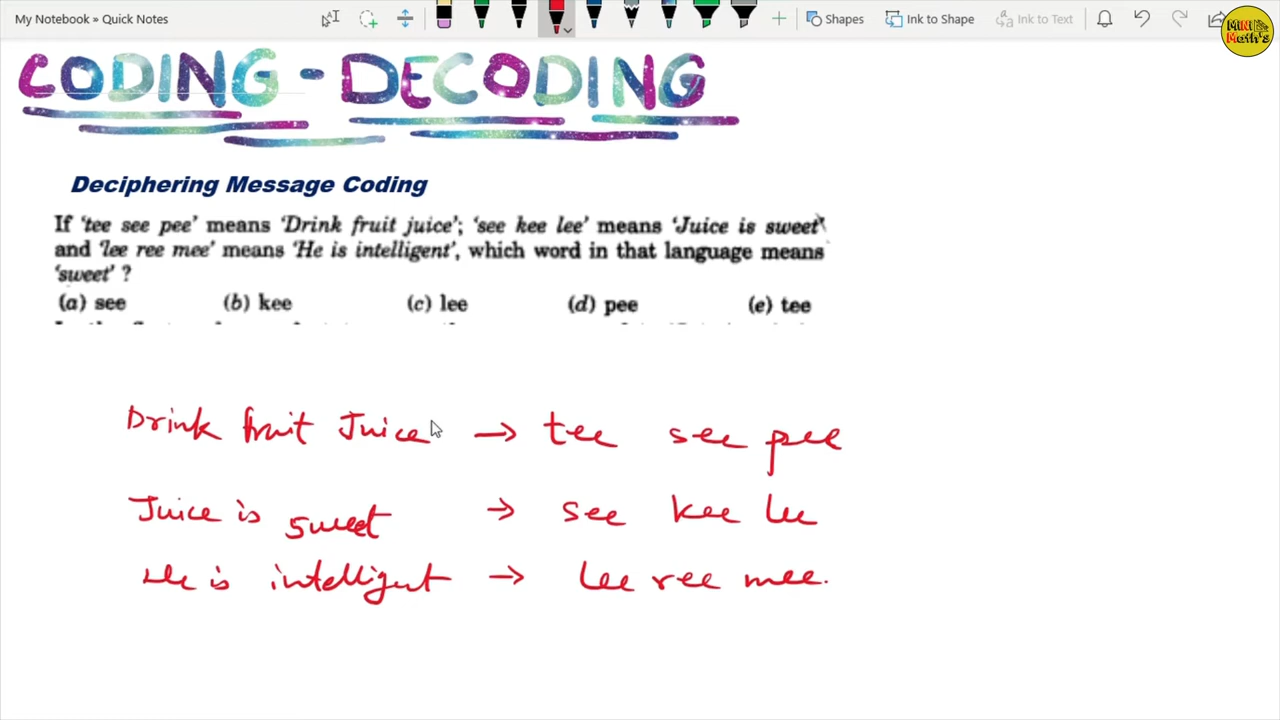 My Notebook » Quick Notes
Shapes
Ink to Shape
Ink to Text
MINI Math's
CODING - DECODING
Deciphering Message Coding
If 'tee see pee' means 'Drink fruit juice'; 'see kee lee' means 'Juice is sweet'
and 'lee ree mee' means 'He is intelligent', which word in that language means
'sweet' ?
(a) see (b) kee (c) lee (d) pee (e) tee
Drink fruit Juice → tee see pee
Juice is sweet → see kee lee
He is intelligent → lee ree mee.